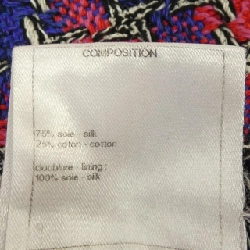 COMPOSITION
75% soie - silk
25% coton - cotton
doublure - lining :
100% soie - silk